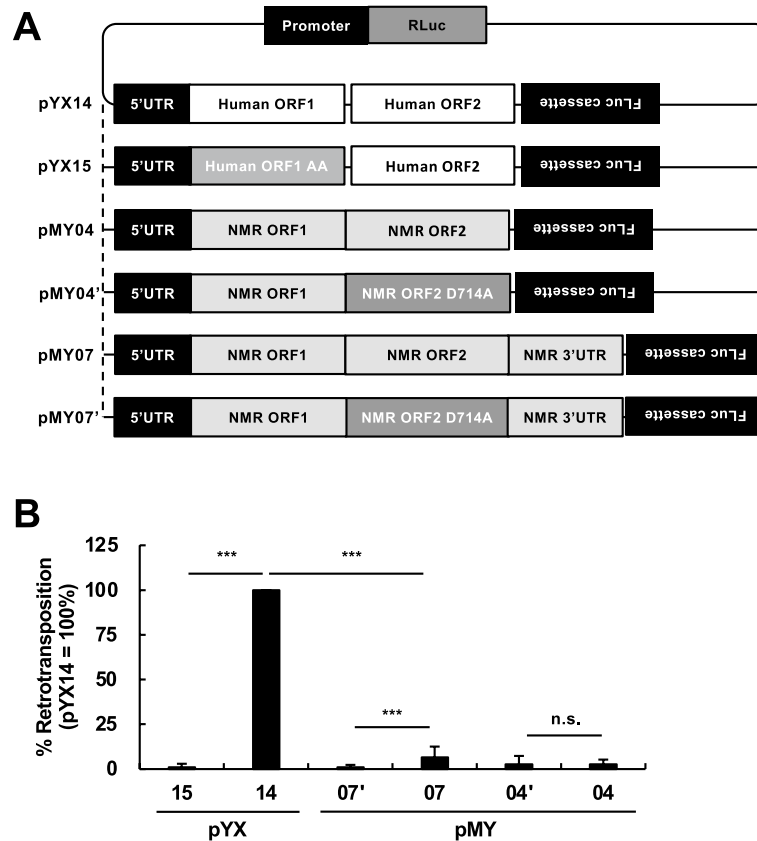 A
Promoter RLuc
pYX14 5'UTR Human ORF1 Human ORF2 FLuc cassette
pYX15 5'UTR Human ORF1 AA Human ORF2 FLuc cassette
pMY04 5'UTR NMR ORF1 NMR ORF2 FLuc cassette
pMY04' 5'UTR NMR ORF1 NMR ORF2 D714A FLuc cassette
pMY07 5'UTR NMR ORF1 NMR ORF2 NMR 3'UTR FLuc cassette
pMY07' 5'UTR NMR ORF1 NMR ORF2 D714A NMR 3'UTR FLuc cassette
B
% Retrotransposition
(pYX14 = 100%)
125
100
75
50
25
0
*** ***
***
n.s.
15 14 07' 07 04' 04
pYX pMY